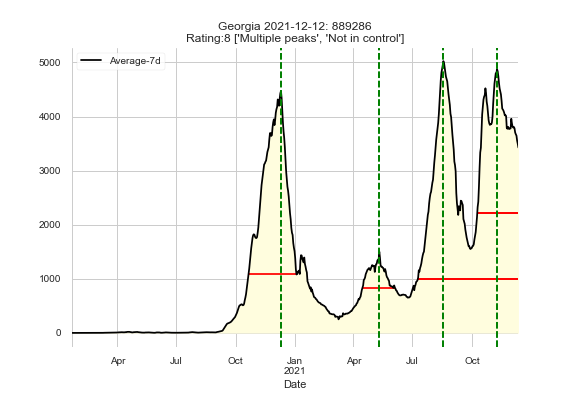 Georgia 2021-12-12: 889286
Rating:8 ['Multiple peaks', 'Not in control']
Average-7d
5000
4000
3000
2000
1000
0
Apr Jul Oct Jan Apr Jul Oct
2021
Date